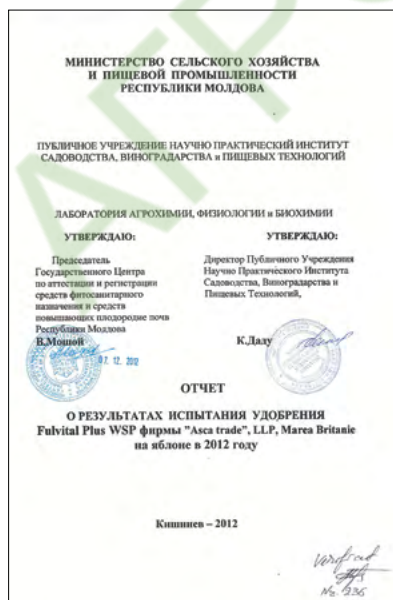 МИНИСТЕРСТВО СЕЛЬСКОГО ХОЗЯЙСТВА
И ПИЩЕВОЙ ПРОМЫШЛЕННОСТИ
РЕСПУБЛИКИ МОЛДОВА
ПУБЛИЧНОЕ УЧРЕЖДЕНИЕ НАУЧНО ПРАКТИЧЕСКИЙ ИНСТИТУТ
САДОВОДСТВА, ВИНОГРАДАРСТВА и ПИЩЕВЫХ ТЕХНОЛОГИЙ
ЛАБОРАТОРИЯ АГРОХИМИИ, ФИЗИОЛОГИИ и БИОХИМИИ
УТВЕРЖДАЮ:
Председатель
Государственного Центра
по аттестации и регистрации
средств фитосанитарного
назначения и средств
повышающих плодородие почв
Республики Молдова
В.Мошой
07. 12. 2012
УТВЕРЖДАЮ:
Директор Публичного Учреждения
Научно Практического Института
Садоводства, Виноградарства и
Пищевых Технологий,
К.Даду
ОТЧЕТ
О РЕЗУЛЬТАТАХ ИСПЫТАНИЯ УДОБРЕНИЯ
Fulvital Plus WSP фирмы "Asca trade", LLP, Marea Britanie
на яблоне в 2012 году
Кишинев – 2012
Verificat
Nr. 236